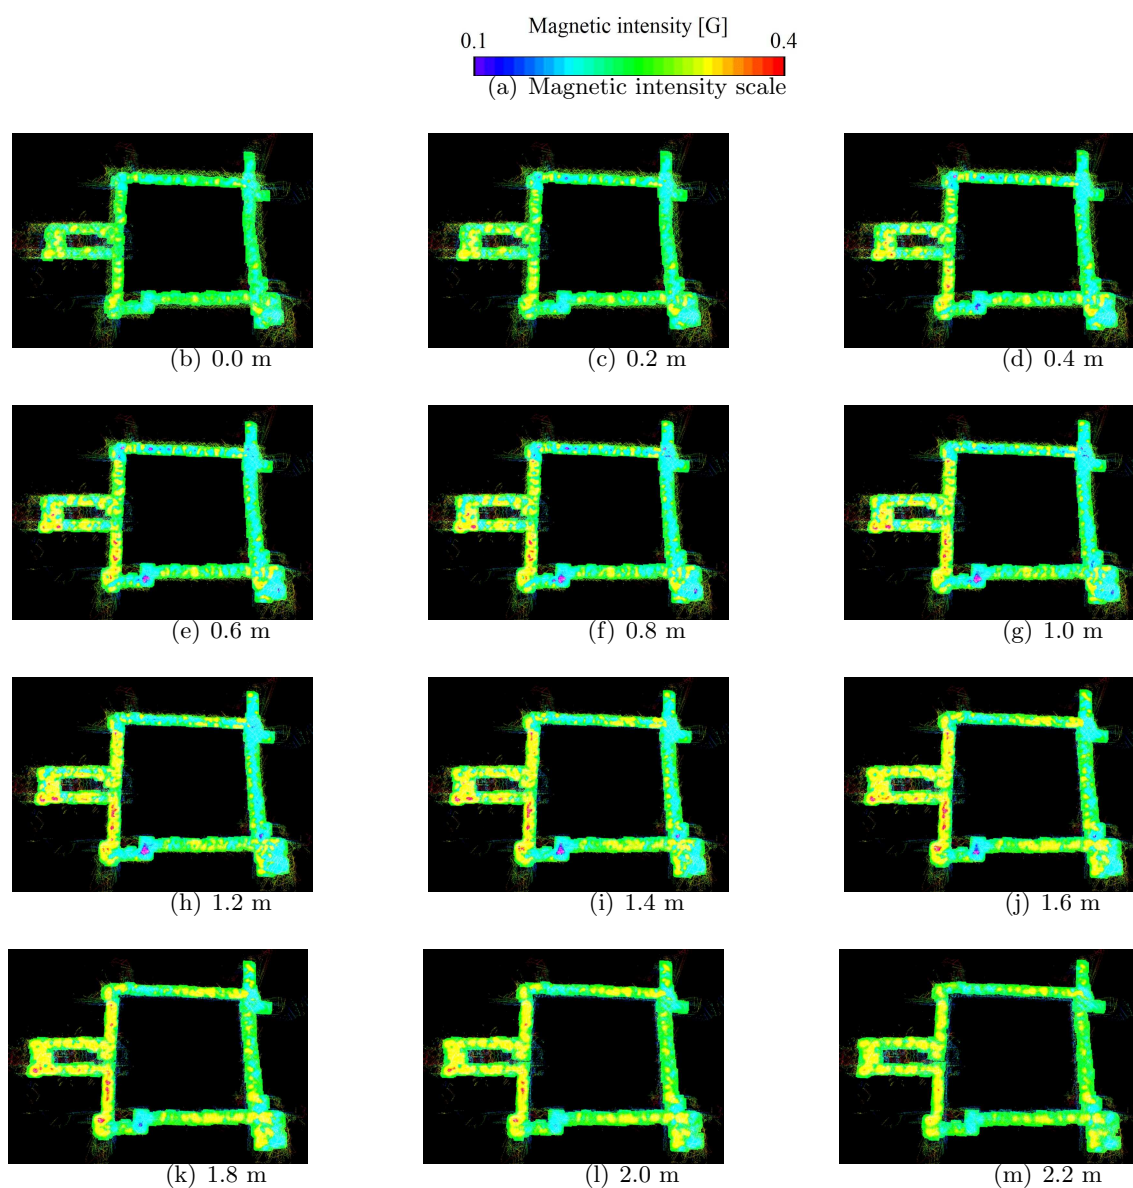 Magnetic intensity [G]
0.1 0.4
(a) Magnetic intensity scale
(b) 0.0 m (c) 0.2 m (d) 0.4 m
(e) 0.6 m (f) 0.8 m (g) 1.0 m
(h) 1.2 m (i) 1.4 m (j) 1.6 m
(k) 1.8 m (l) 2.0 m (m) 2.2 m